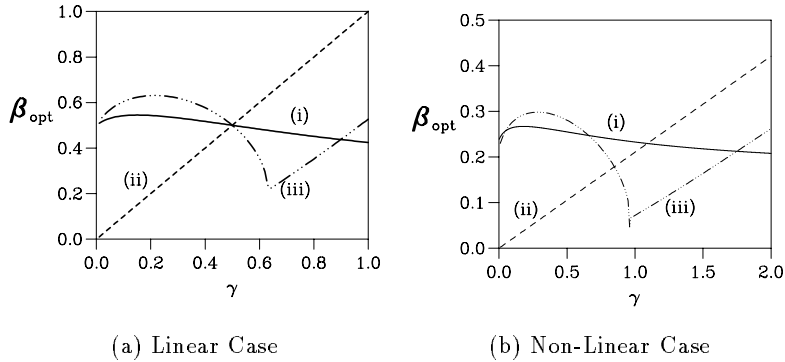 1.0
0.8
0.6
0.4
0.2
0.0
β opt
(i)
(ii)
(iii)
0.0 0.2 0.4 0.6 0.8 1.0
γ
(a) Linear Case
0.5
0.4
0.3
0.2
0.1
0.0
β opt
(i)
(ii)
(iii)
0.0 0.5 1.0 1.5 2.0
γ
(b) Non-Linear Case